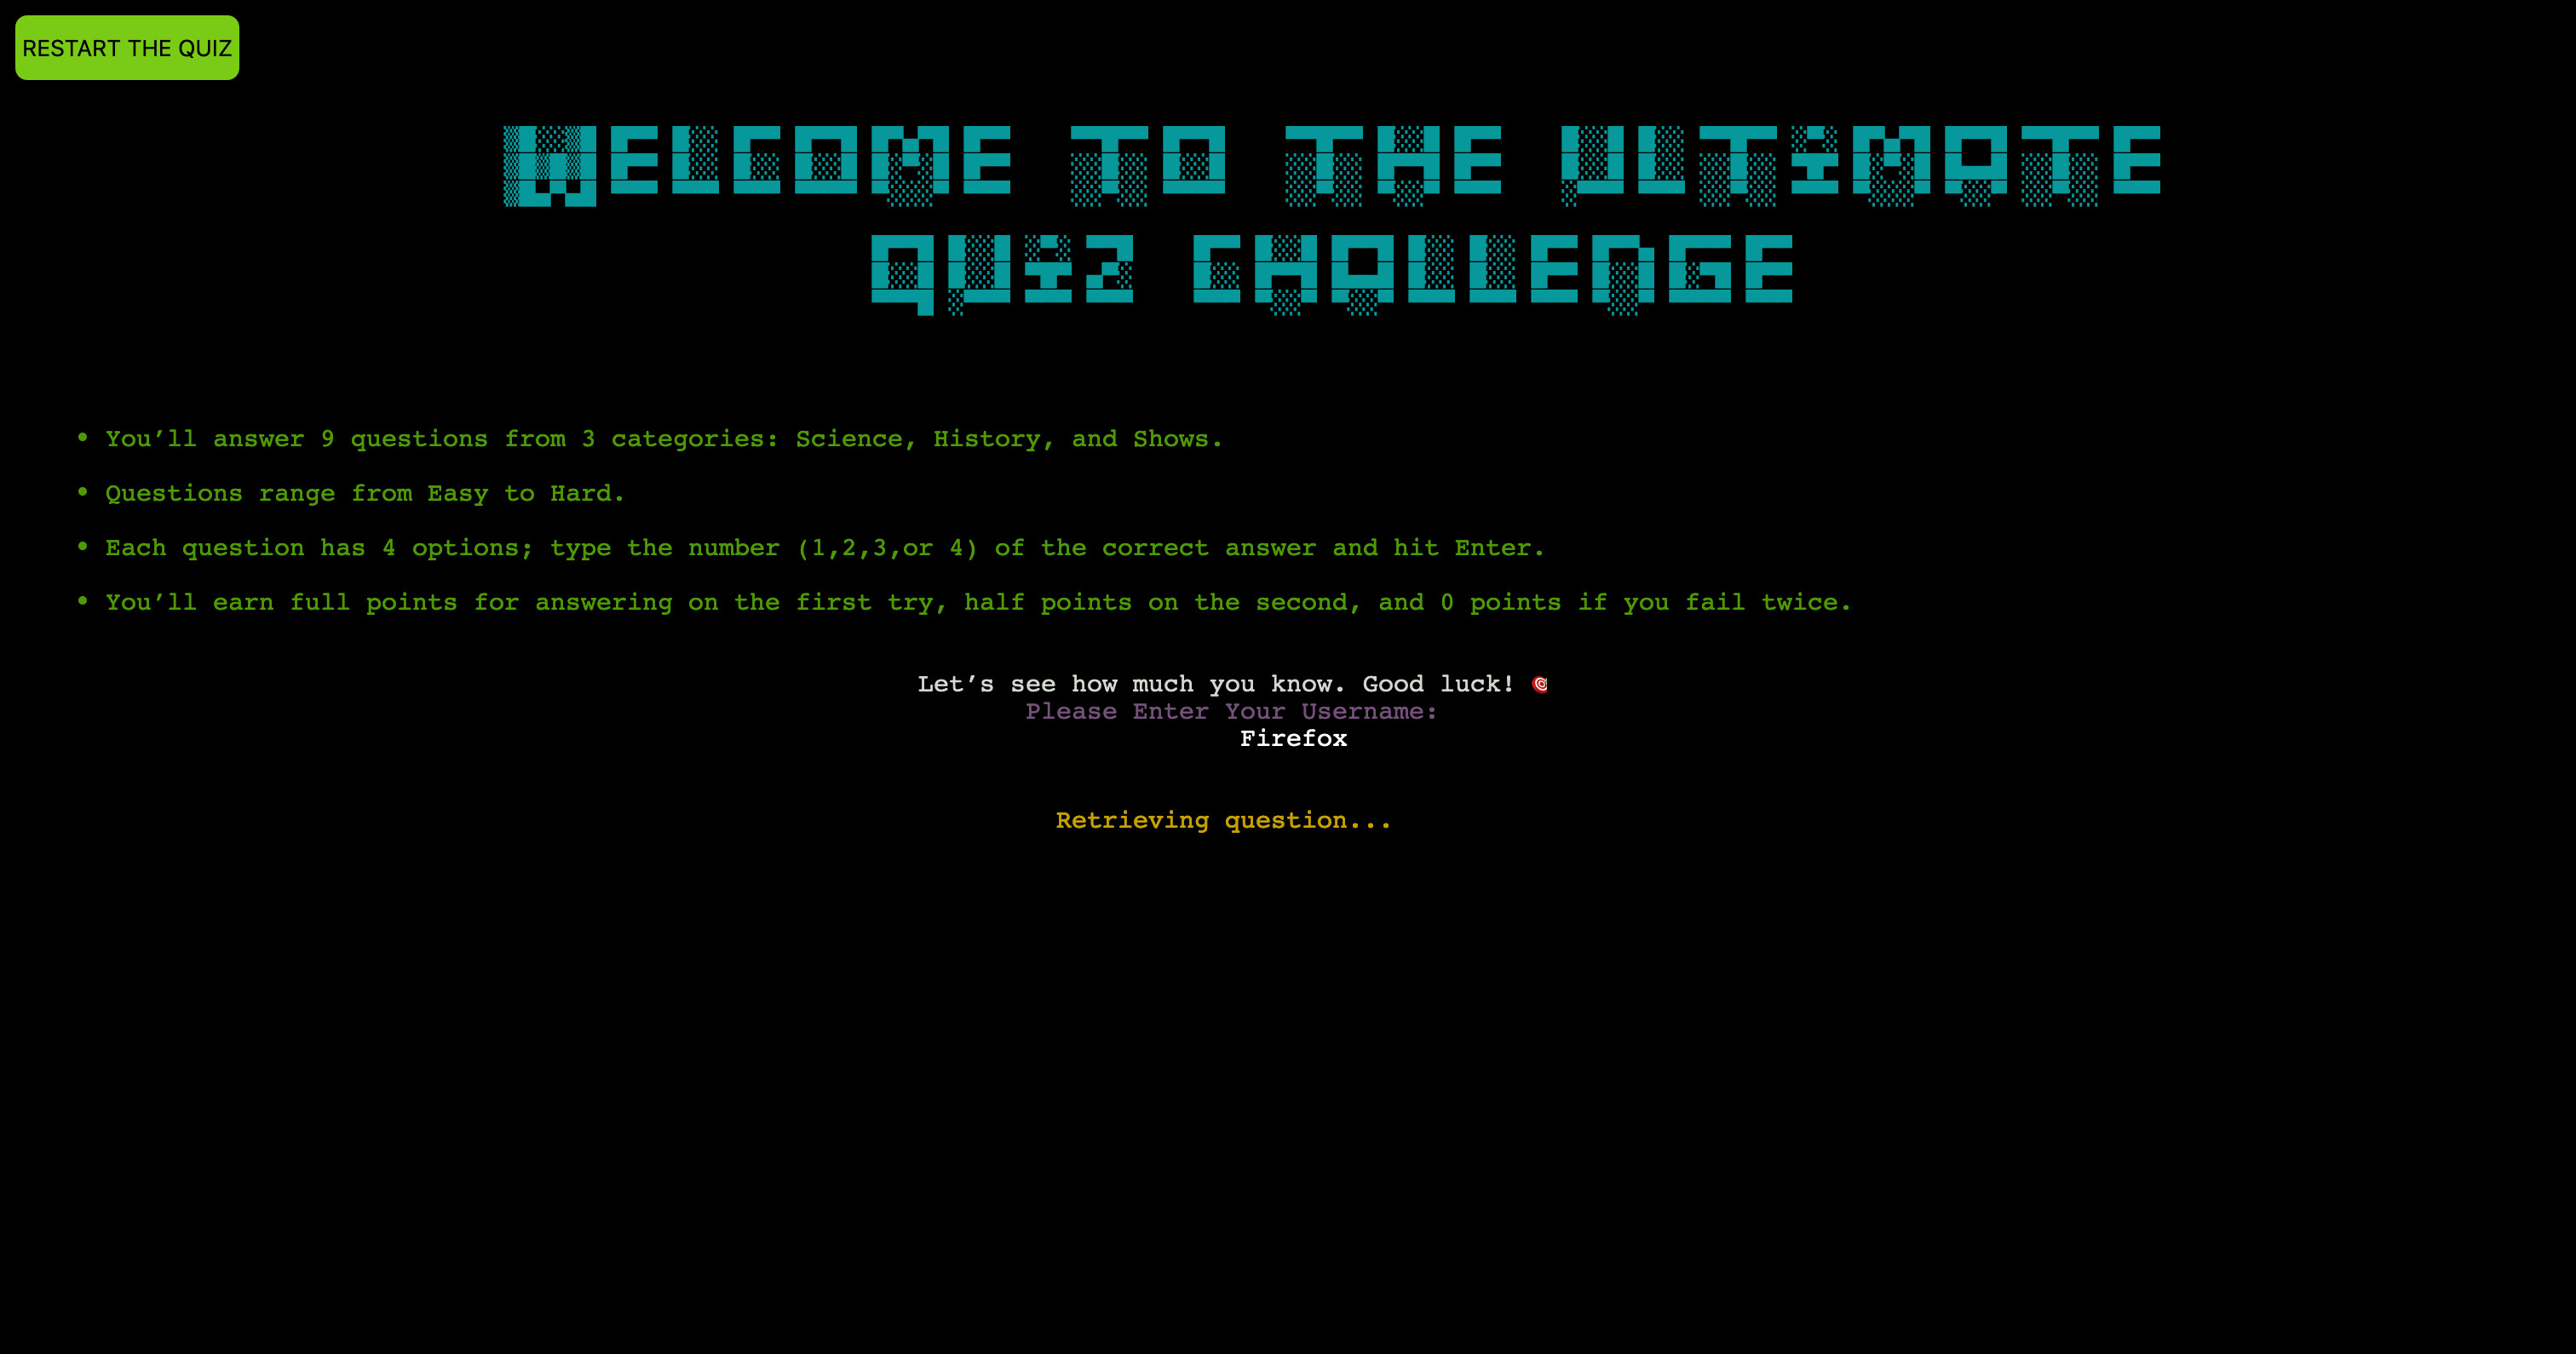 RESTART THE QUIZ
WELCOME TO THE ULTIMATE
QUIZ CHALLENGE
• You’ll answer 9 questions from 3 categories: Science, History, and Shows.
• Questions range from Easy to Hard.
• Each question has 4 options; type the number (1,2,3,or 4) of the correct answer and hit Enter.
• You’ll earn full points for answering on the first try, half points on the second, and 0 points if you fail twice.
Let’s see how much you know. Good luck! 🎯
Please Enter Your Username:
Firefox
Retrieving question...